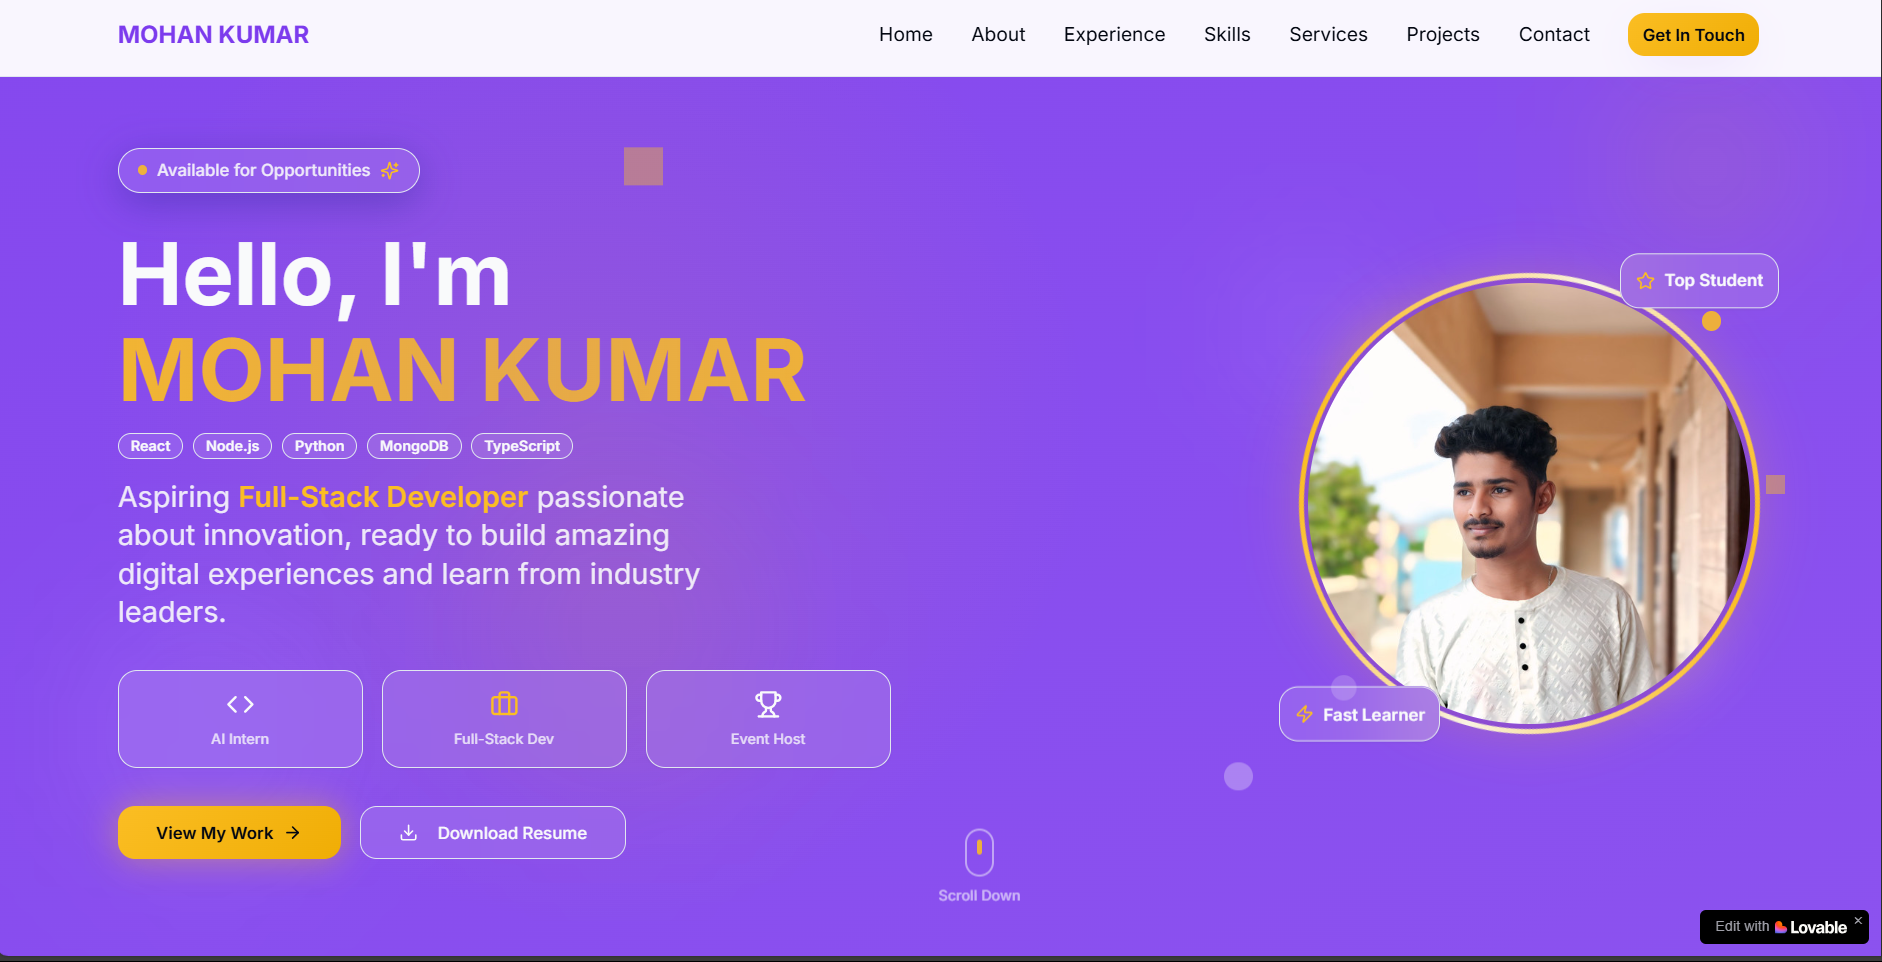 MOHAN KUMAR
Home About Experience Skills Services Projects Contact Get In Touch
Available for Opportunities
Hello, I'm
MOHAN KUMAR
React Node.js Python MongoDB TypeScript
Aspiring Full-Stack Developer passionate
about innovation, ready to build amazing
digital experiences and learn from industry
leaders.
AI Intern
Full-Stack Dev
Event Host
View My Work
Download Resume
Top Student
Fast Learner
Scroll Down
Edit with Lovable